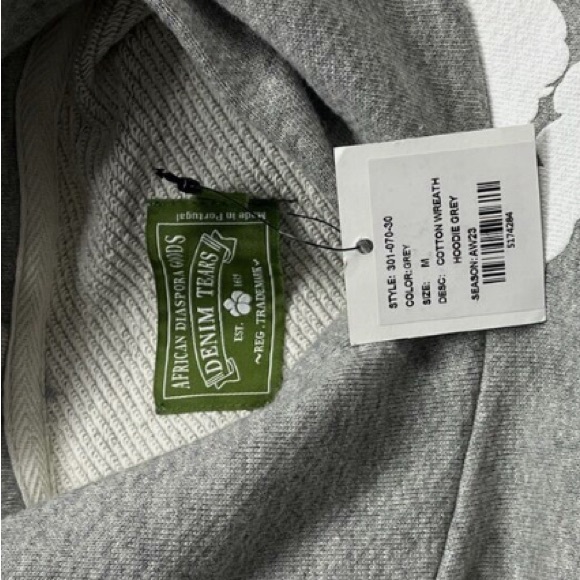 Made in Portugal
AFRICAN DIASPORA GOODS
DENIM TEARS
EST.
~REG. TRADEMARK~
STYLE: 301-070-30
COLOR:GREY
SIZE: M
DESC: COTTON WREATH
HOODIE GREY
SEASON:AW23
5174284